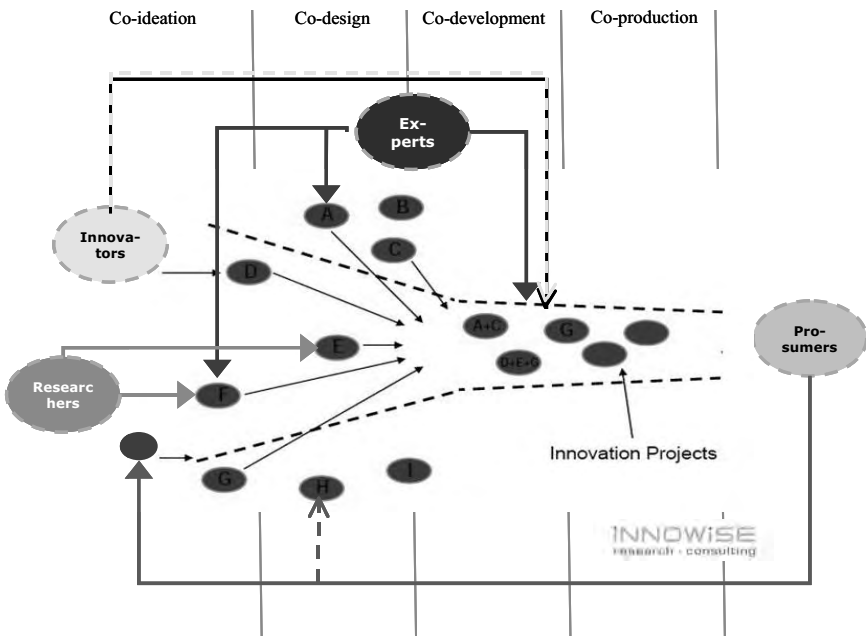 Co-ideation
Co-design
Co-development
Co-production
Ex-
perts
A
B
Innova-
tors
C
D
A+C
G
Pro-
sumers
E
D+E+G
Researc
hers
F
Innovation Projects
G
H
I
INNOWiSE
research · consulting